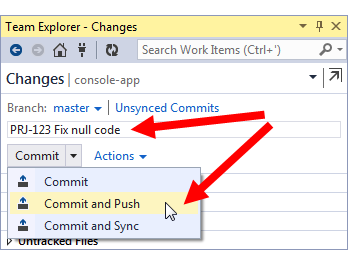 Team Explorer - Changes
Search Work Items (Ctrl+')
Changes | console-app
Branch: master | Unsynced Commits
PRJ-123 Fix null code
Commit Actions
Commit
Commit and Push
Commit and Sync
Untracked Files